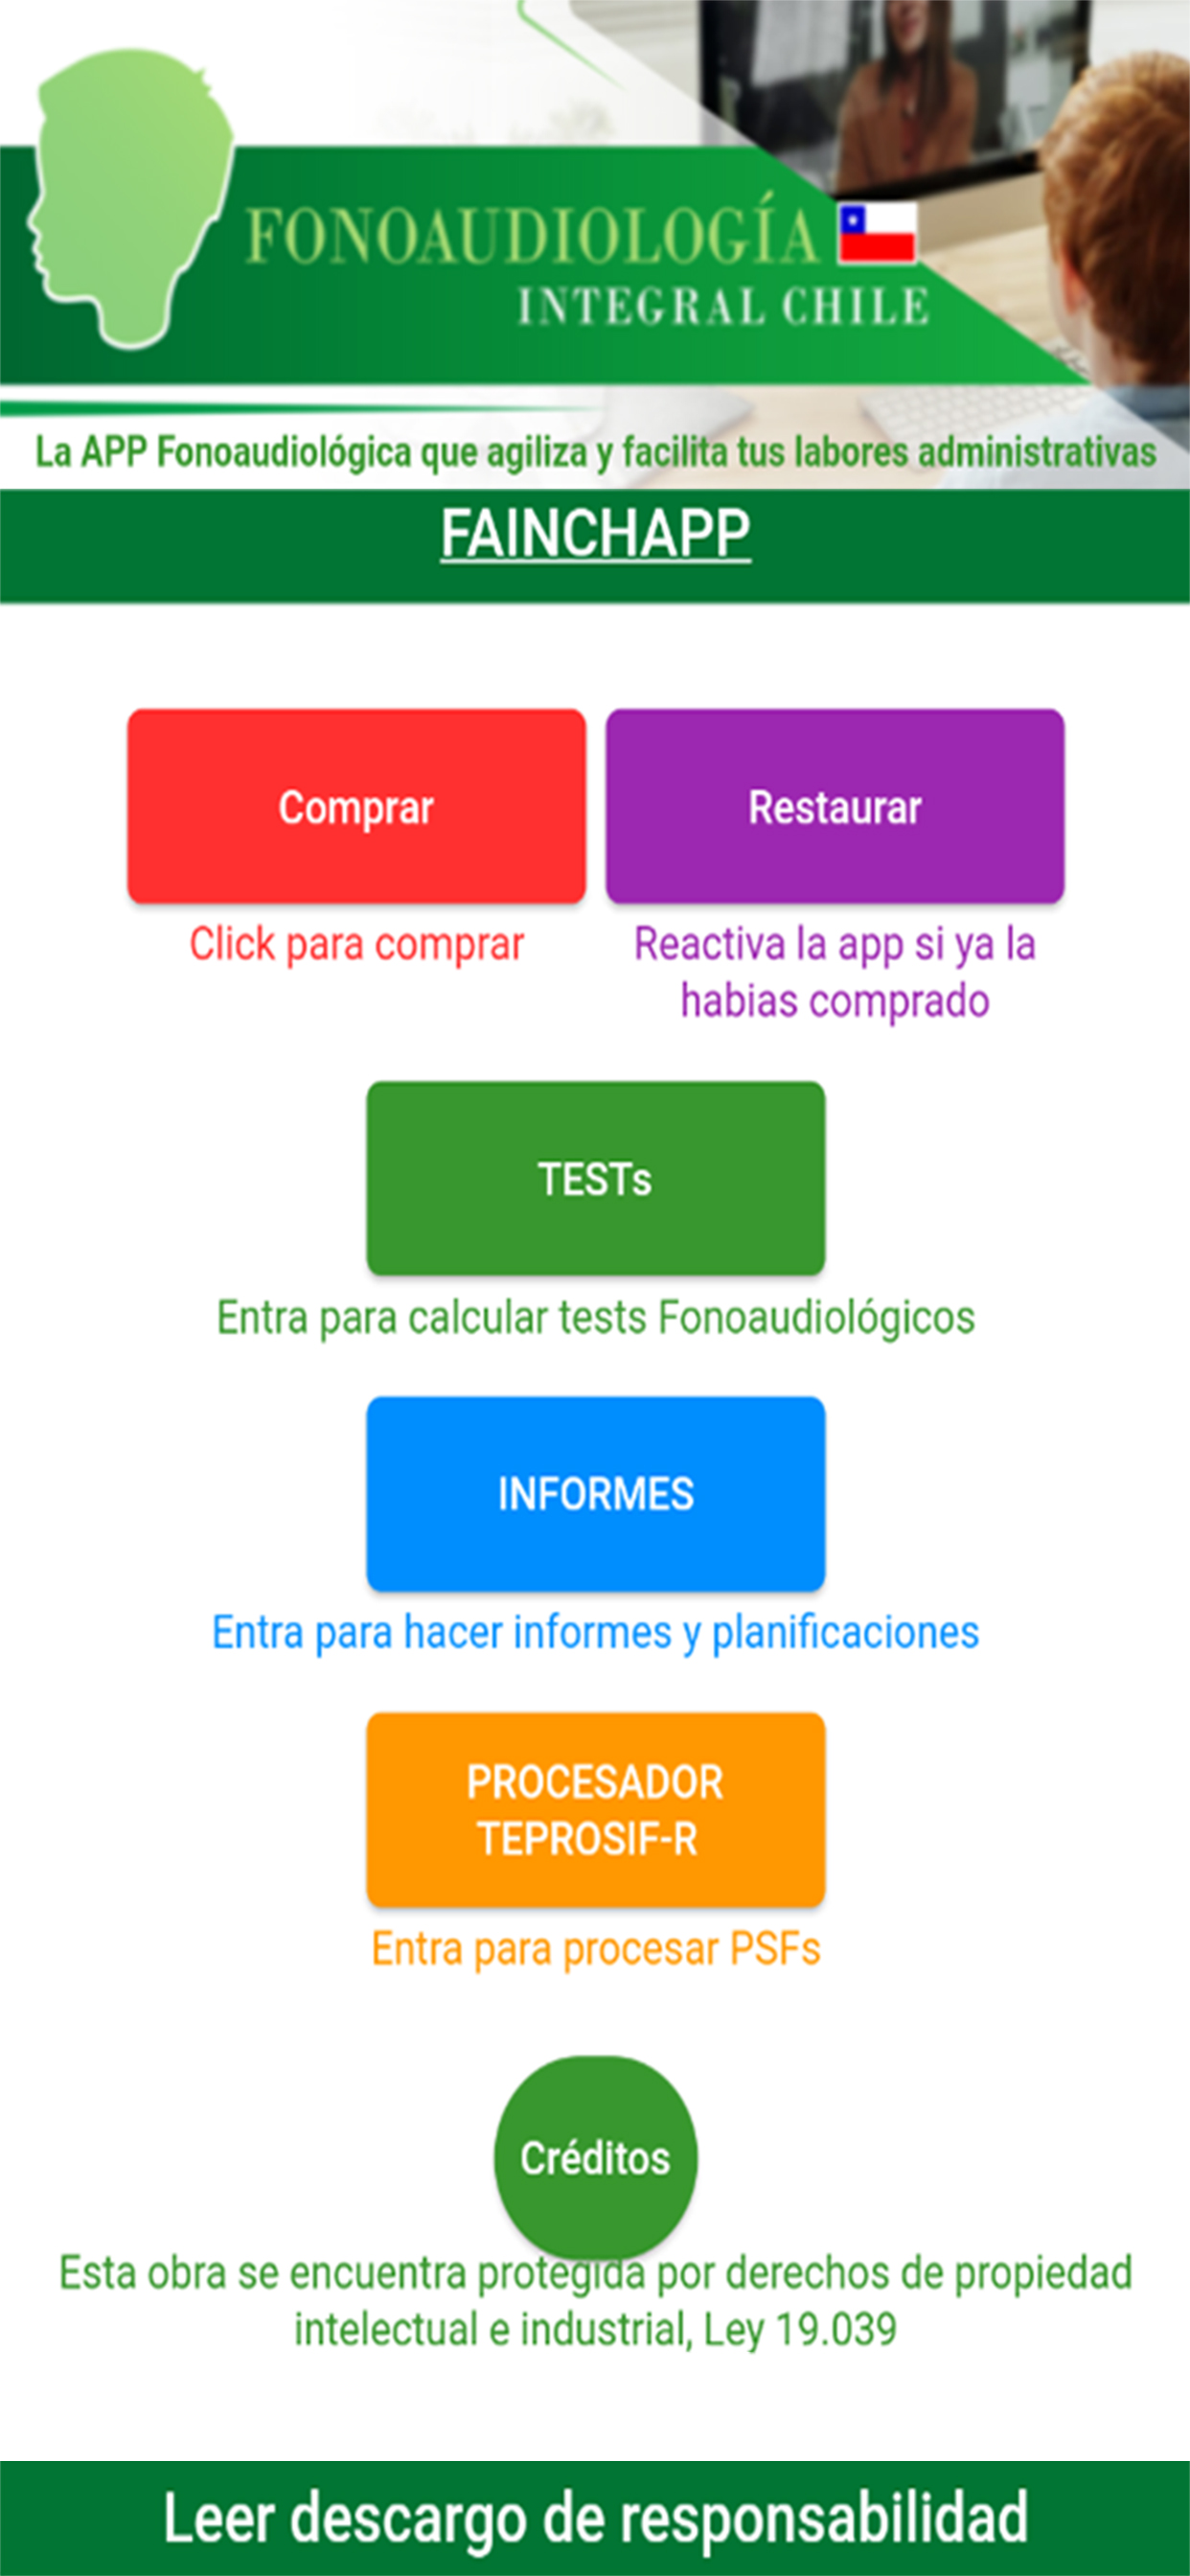 FONOAUDIOLOGÍA
INTEGRAL CHILE
La APP Fonoaudiológica que agiliza y facilita tus labores administrativas
FAINCHAPP
Comprar
Restaurar
Click para comprar
Reactiva la app si ya la
habias comprado
TESTs
Entra para calcular tests Fonoaudiológicos
INFORMES
Entra para hacer informes y planificaciones
PROCESADOR
TEPROSIF-R
Entra para procesar PSFs
Créditos
Esta obra se encuentra protegida por derechos de propiedad
intelectual e industrial, Ley 19.039
Leer descargo de responsabilidad